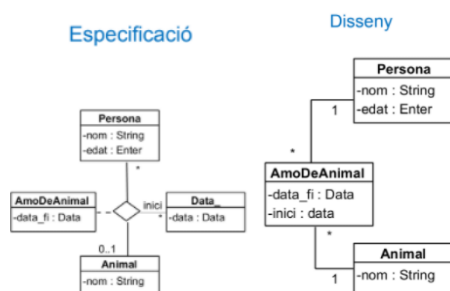 Especificació
Persona
-nom : String
-edat : Enter
*
AmoDeAnimal
-data_fi : Data
inici
*
Data_
-data : Data
0..1
Animal
-nom : String
Disseny
Persona
-nom : String
-edat : Enter
1
*
AmoDeAnimal
-data_fi : Data
-inici : data
*
1
Animal
-nom : String